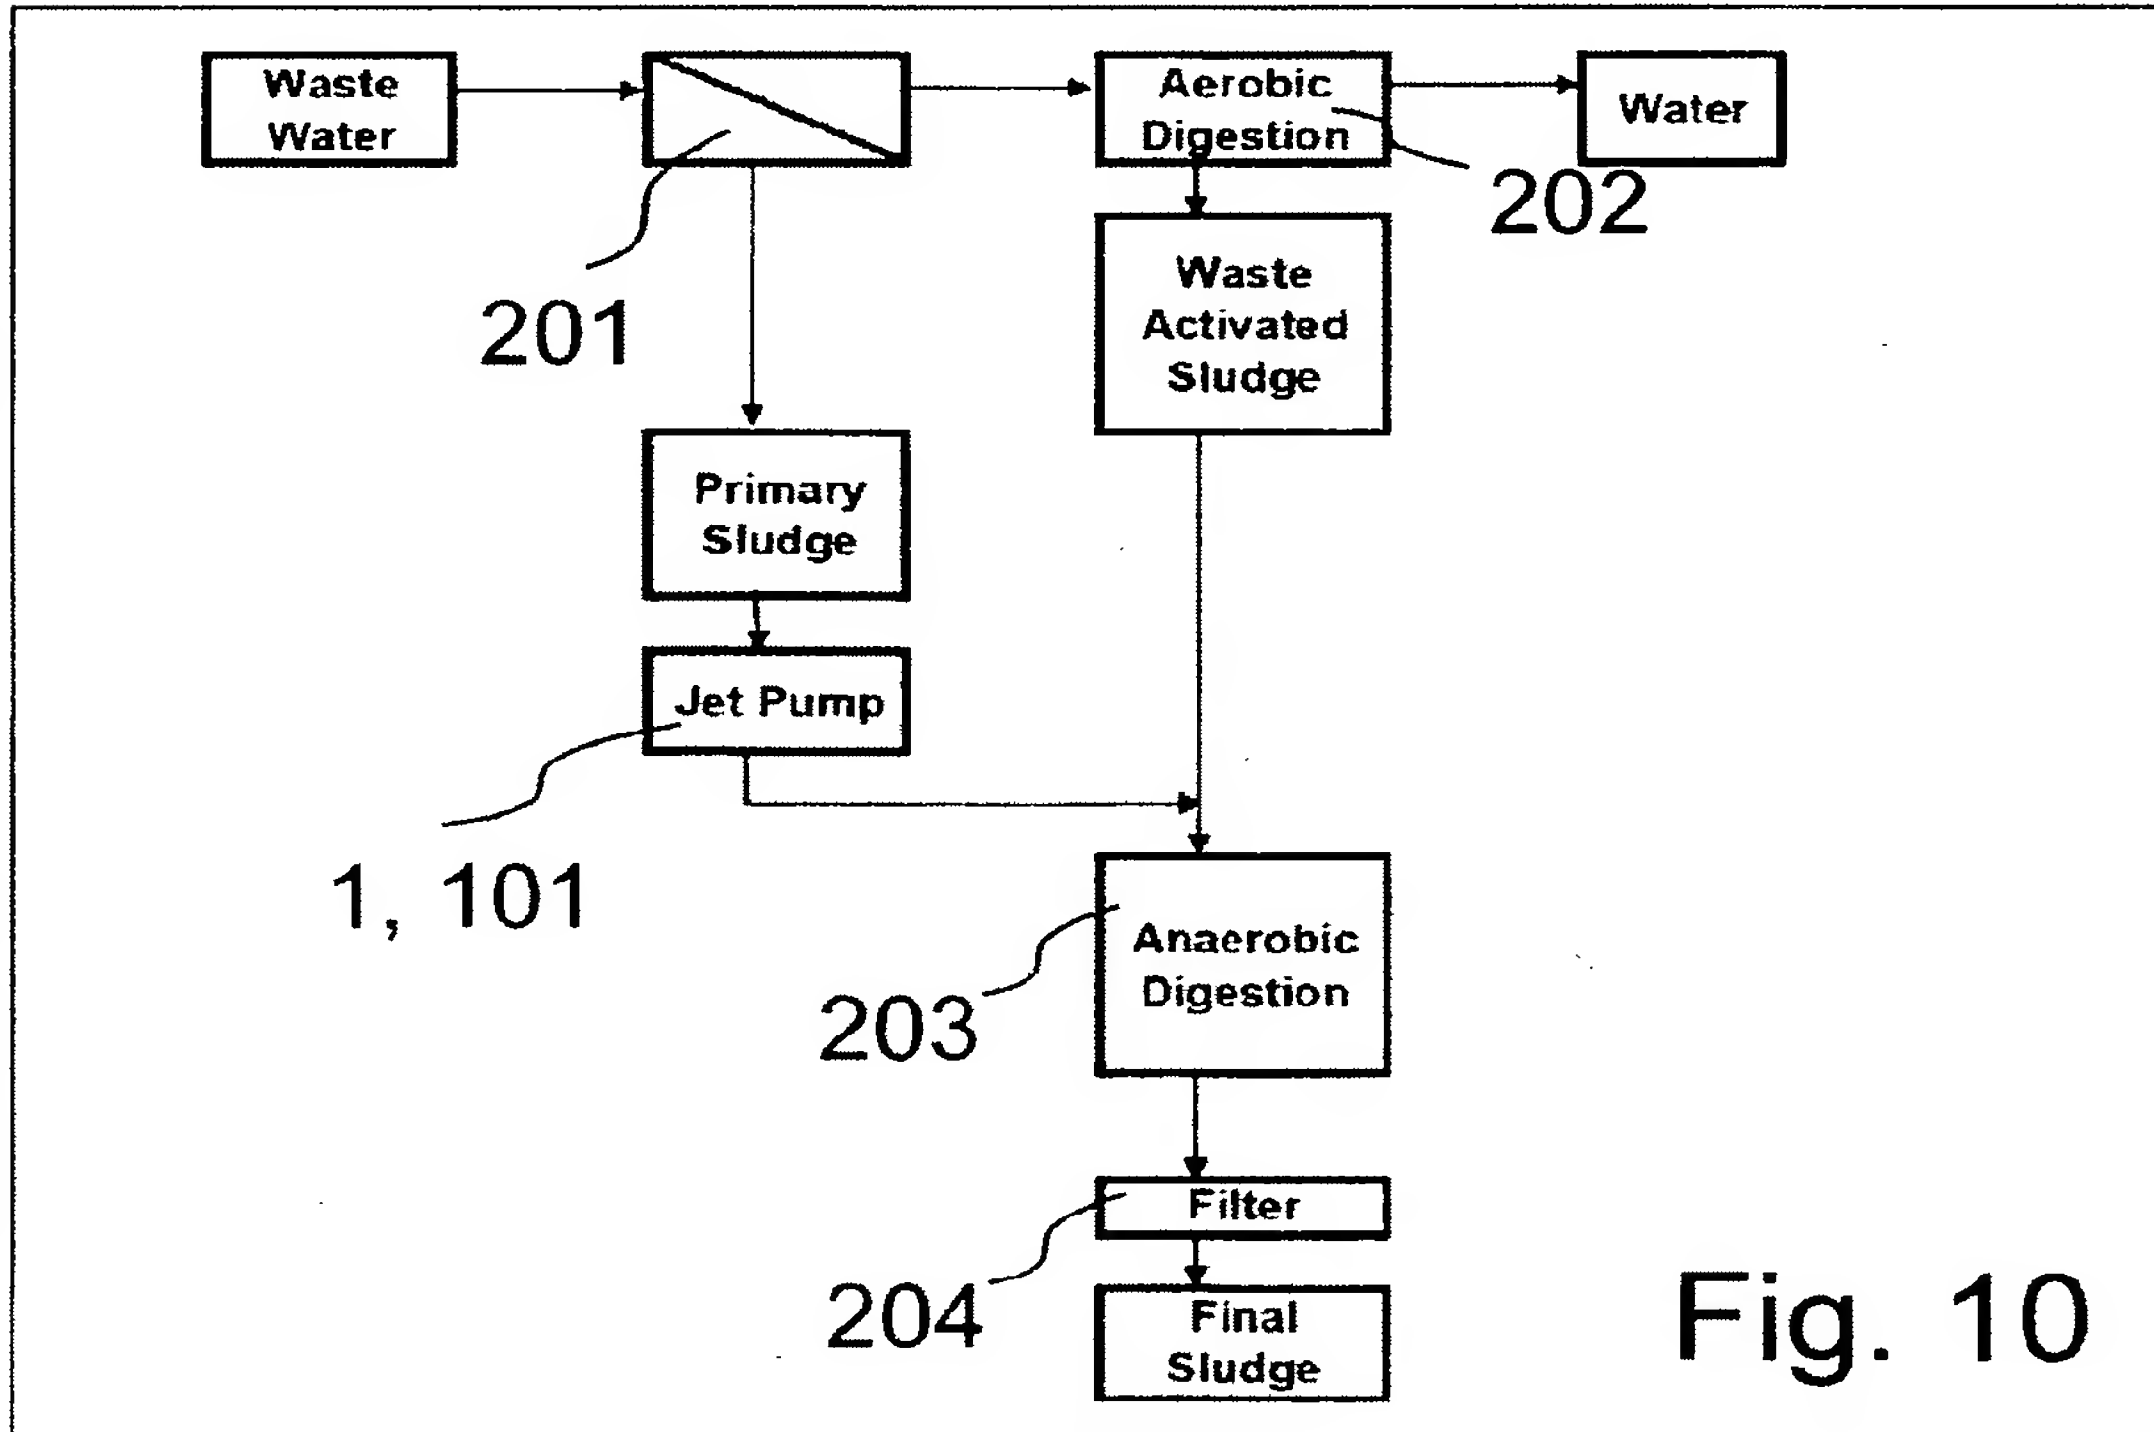 Waste
Water
Aerobic
Digestion
Water
202
201
Waste
Activated
Sludge
Primary
Sludge
Jet Pump
1, 101
Anaerobic
Digestion
203
Filter
204
Final
Sludge
Fig. 10